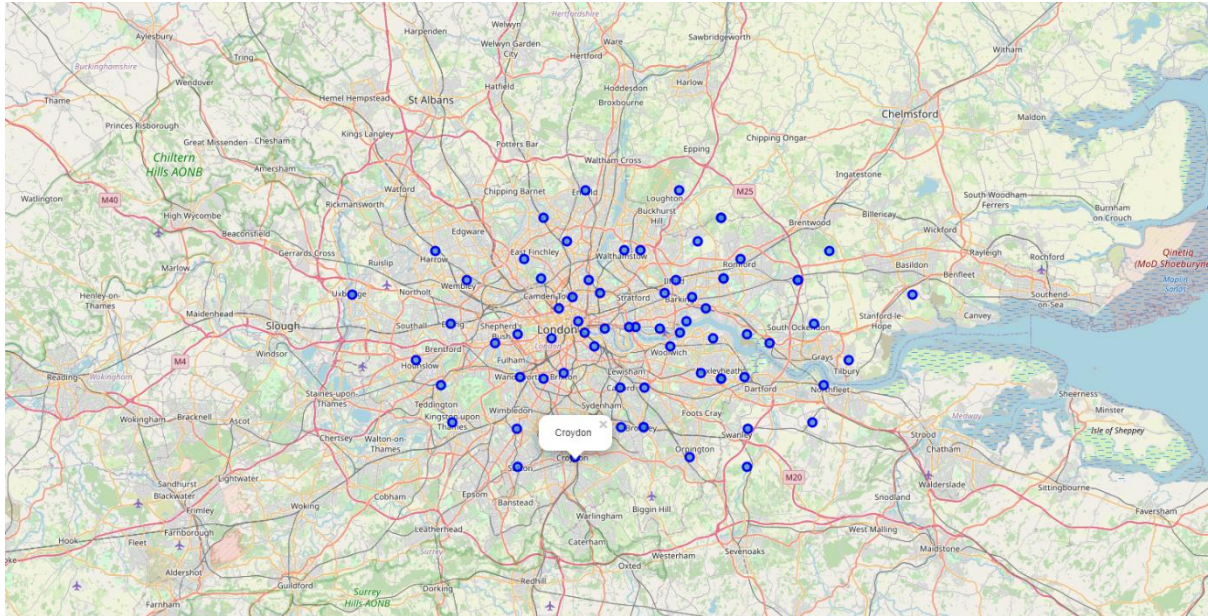 Hertfordshire
Welwyn
Ware
Sawbridgeworth
Aylesbury
Harpenden
Welwyn Garden
City
Hertford
Witham
Tring
Buckinghamshire
Hatfield
Hoddesdon
Harlow
Wendover
Hemel Hempstead
St Albans
Broxbourne
Thame
Chelmsford
Maldon
Princes Risborough
Kings Langley
Chipping Ongar
Great Missenden
Chesham
Potters Bar
Epping
Chiltern
Hills AONB
Amersham
Waltham Cross
Ingatestone
Watford
Chipping Barnet
Enfield
Loughton
M25
South Woodham
Ferrers
Watlington
M40
Rickmansworth
Buckhurst
Hill
Burnham
on Crouch
High Wycombe
Billericay
Brentwood
Beaconsfield
Edgware
Wickford
Gerrards Cross
East Finchley
Walthamstow
Rayleigh
Rochford
Qinetiq
(MoD Shoeburyness)
Marlow
Ruislip
Harrow
Romford
Basildon
Benfleet
Wembley
Ilford
Maplin
Sands
Henley-on-
Thames
Uxbridge
Northolt
Camden Town
Stratford
Barking
Southend-
on-Sea
Maidenhead
Stanford-le-
Hope
Canvey
Slough
Southall
Ealing
Shepherd's
Bush
London
South Ockendon
M4
Windsor
Brentford
Fulham
Woolwich
Grays
Tilbury
Reading
Hounslow
Wandsworth
Brixton
Lewisham
Bexleyheath
Wokingham
Staines-upon-
Thames
Catford
Dartford
Northfleet
Sheerness
Bracknell
Teddington
Wimbledon
Sydenham
Foots Cray
Medway
Minster
Wokingham
Ascot
Chertsey
Kingston upon
Thames
Croydon
×
Bromley
Swanley
Strood
Isle of Sheppey
Walton-on-
Thames
Orpington
Chatham
Croydon
Sutton
Sandhurst
Lightwater
Epsom
M20
Sittingbourne
Blackwater
Banstead
Walderslade
Camberley
Cobham
Biggin Hill
Snodland
Yateley
Frimley
Woking
Warlingham
Faversham
Farnborough
Leatherhead
Caterham
West Malling
Hook
Fleet
Surrey
Westerham
Sevenoaks
Maidstone
Aldershot
Oxted
Guildford
Redhill
Dorking
Surrey
Hills AONB
Farnham